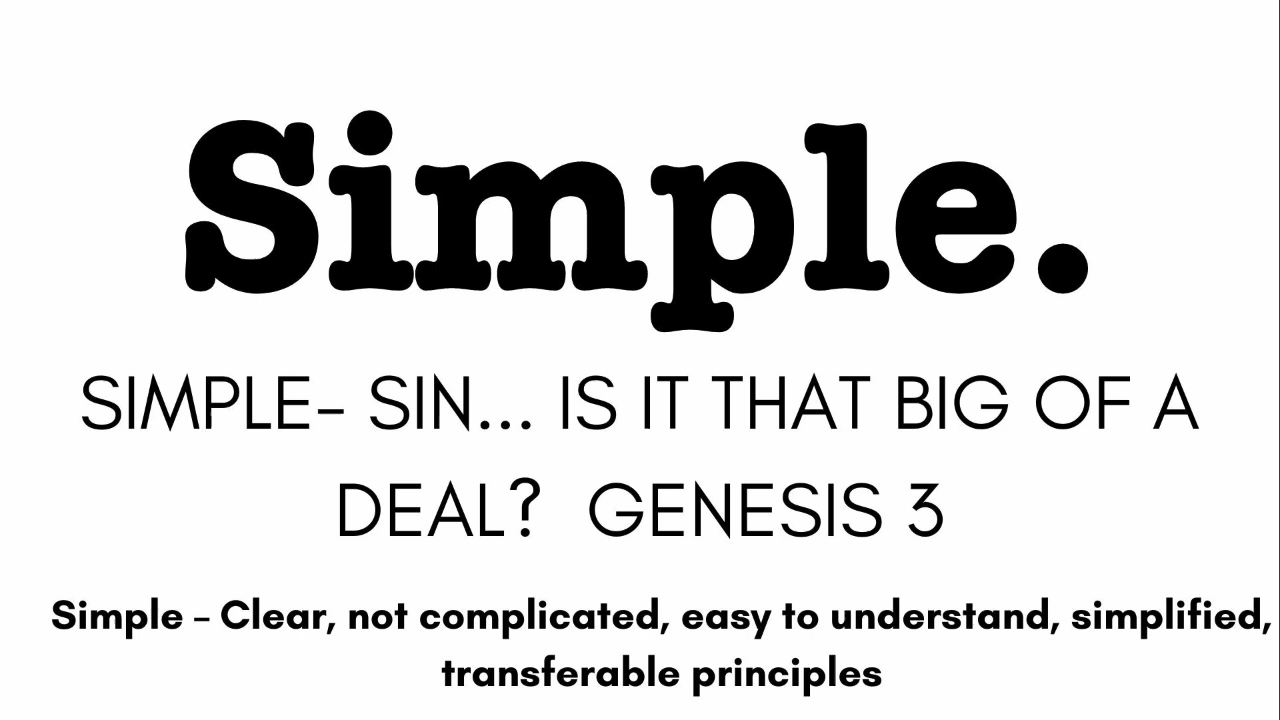 Simple.
SIMPLE- SIN... IS IT THAT BIG OF A
DEAL?  GENESIS 3
Simple – Clear, not complicated, easy to understand, simplified,
transferable principles